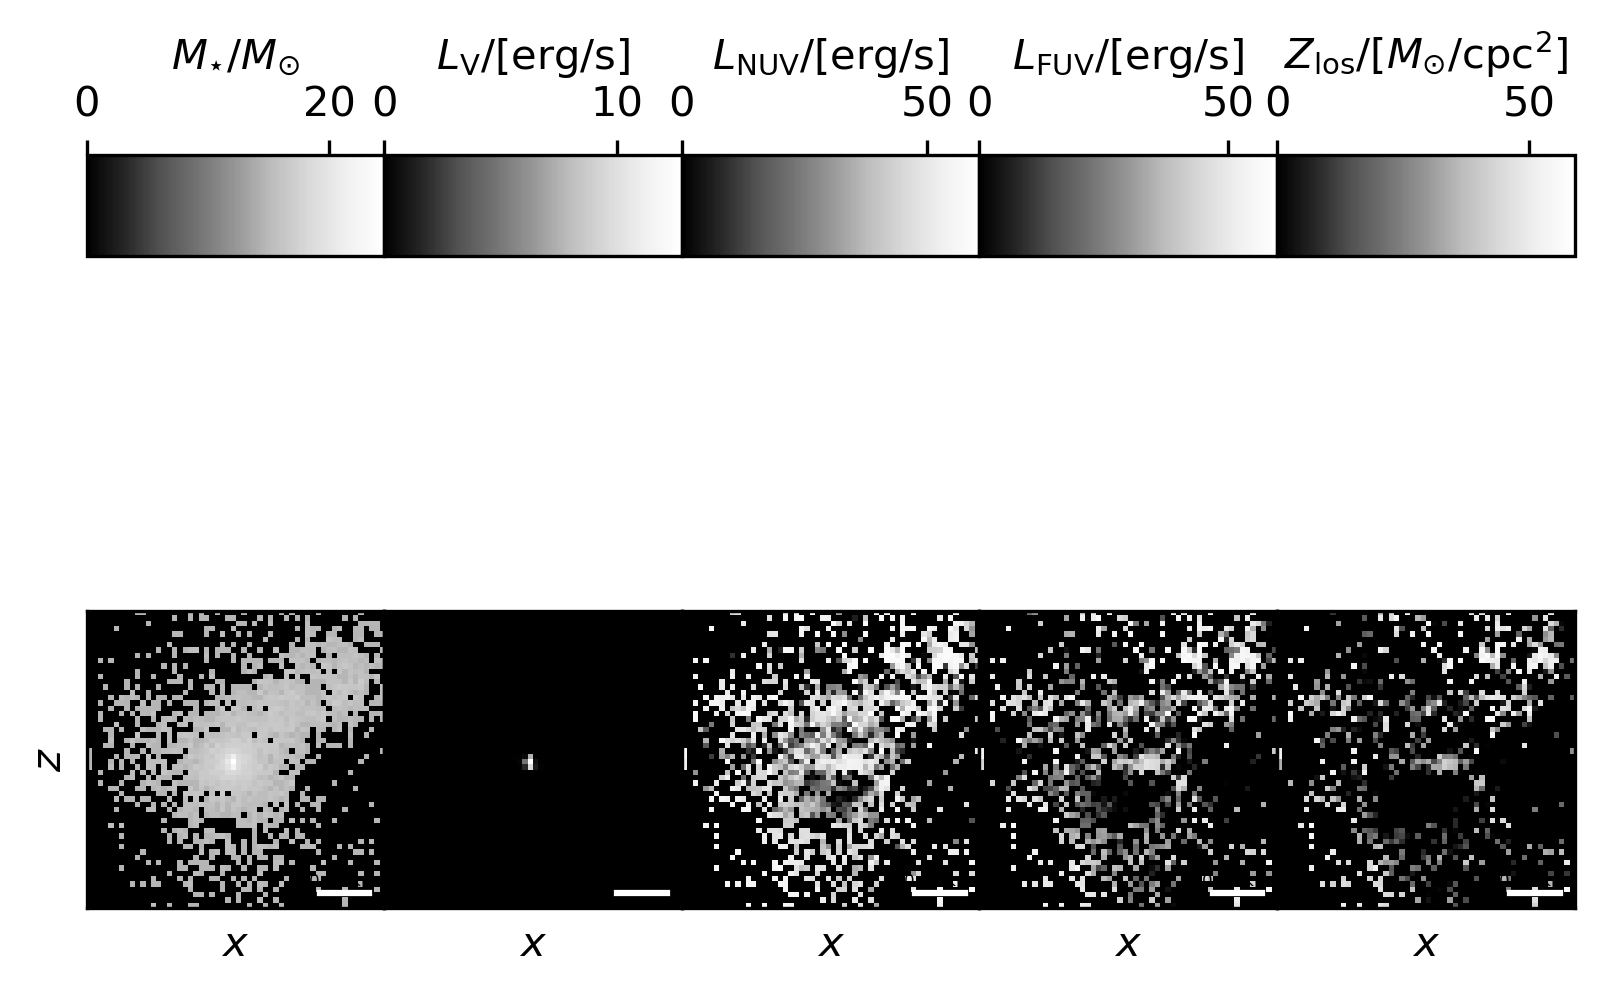 M⋆/M⊙ L_V/[erg/s] L_NUV/[erg/s] L_FUV/[erg/s] Z_los/[M⊙/cpc²]
0 20 0 10 0 50 0 50 0 50
z
x x x x x